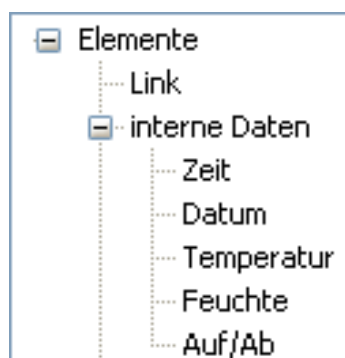 Elemente
Link
interne Daten
Zeit
Datum
Temperatur
Feuchte
Auf/Ab